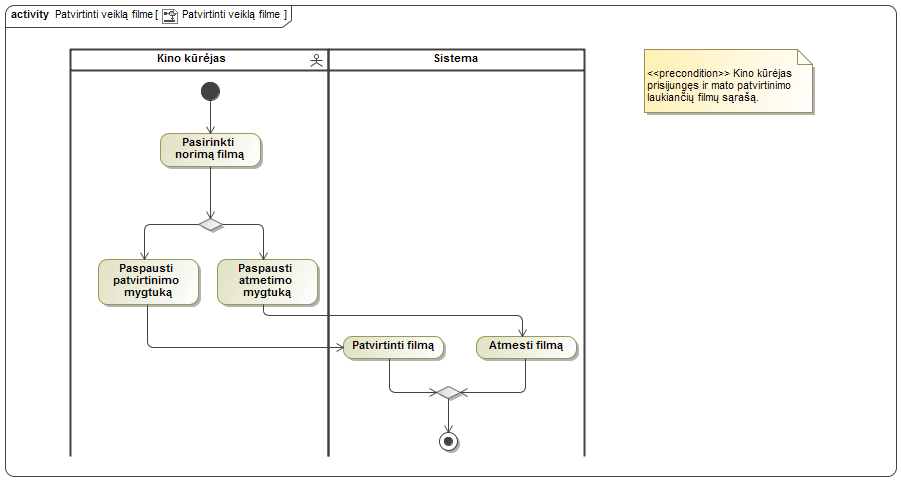 activity Patvirtinti veiklą filme [ Patvirtinti veiklą filme ]
Kino kūrėjas
Sistema
<<precondition>> Kino kūrėjas
prisijungęs ir mato patvirtinimo
laukiančių filmų sąrašą.
Pasirinkti
norimą filmą
Paspausti
patvirtinimo
mygtuką
Paspausti
atmetimo
mygtuką
Patvirtinti filmą
Atmesti filmą